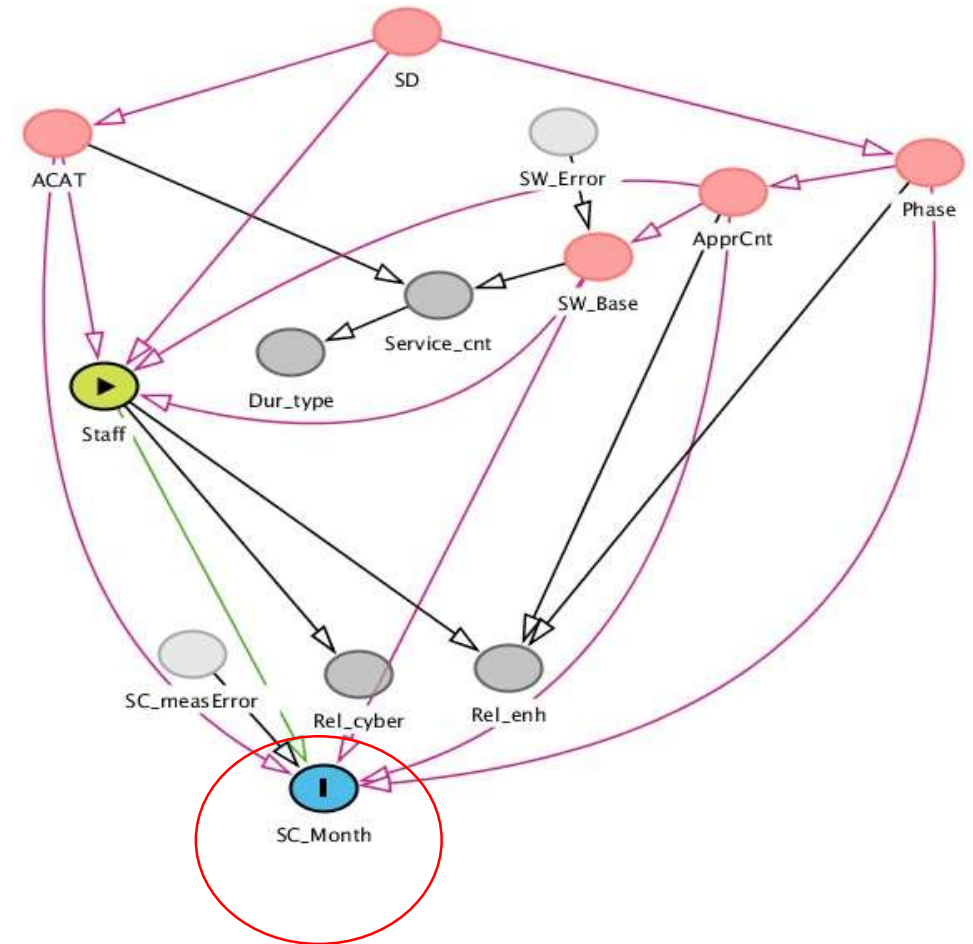 SD
ACAT
SW_Error
Phase
ApprCnt
SW_Base
Service_cnt
Dur_type
Staff
SC_measError
Rel_cyber
Rel_enh
SC_Month